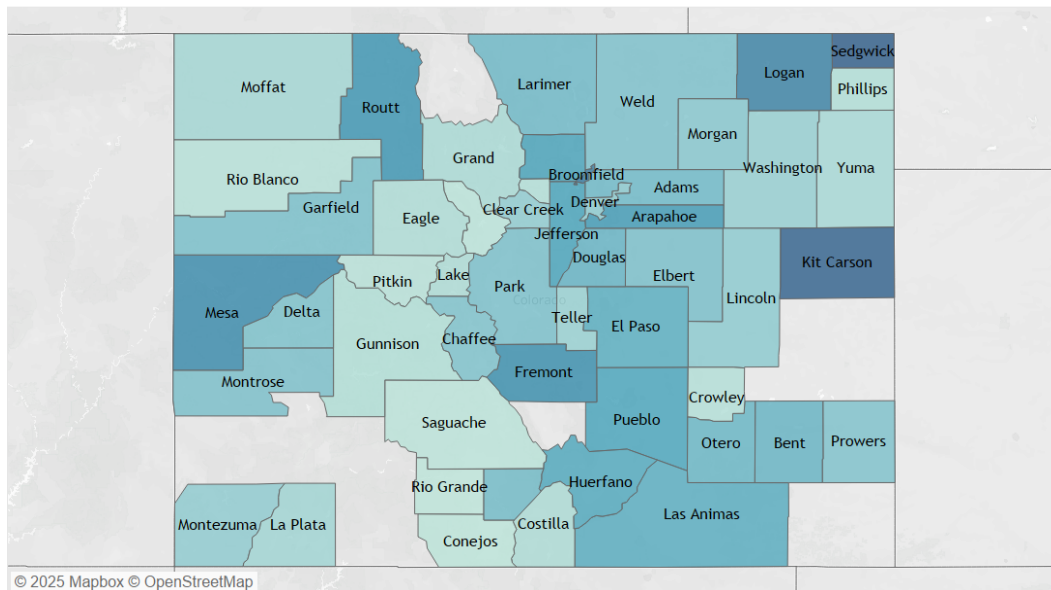 Sedgwick
Logan
Moffat
Larimer
Phillips
Weld
Routt
Morgan
Grand
Washington
Yuma
Rio Blanco
Broomfield
Adams
Garfield
Denver
Clear Creek
Eagle
Arapahoe
Jefferson
Douglas
Kit Carson
Lake
Elbert
Pitkin
Park
Lincoln
Colorado
Mesa
Delta
Teller
El Paso
Chaffee
Gunnison
Fremont
Montrose
Crowley
Pueblo
Saguache
Otero
Bent
Prowers
Huerfano
Rio Grande
Las Animas
Montezuma
La Plata
Costilla
Conejos
© 2025 Mapbox © OpenStreetMap